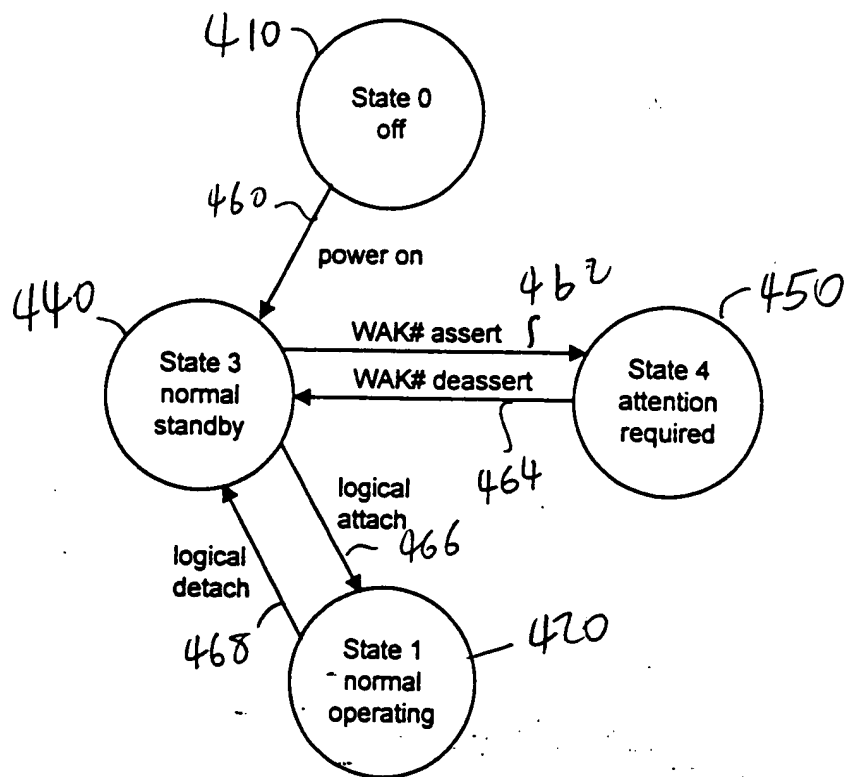 410
State 0
off
460
power on
440
462
450
WAK# assert
State 3
normal
standby
WAK# deassert
State 4
attention
required
464
logical
attach
466
logical
detach
468
420
State 1
normal
operating